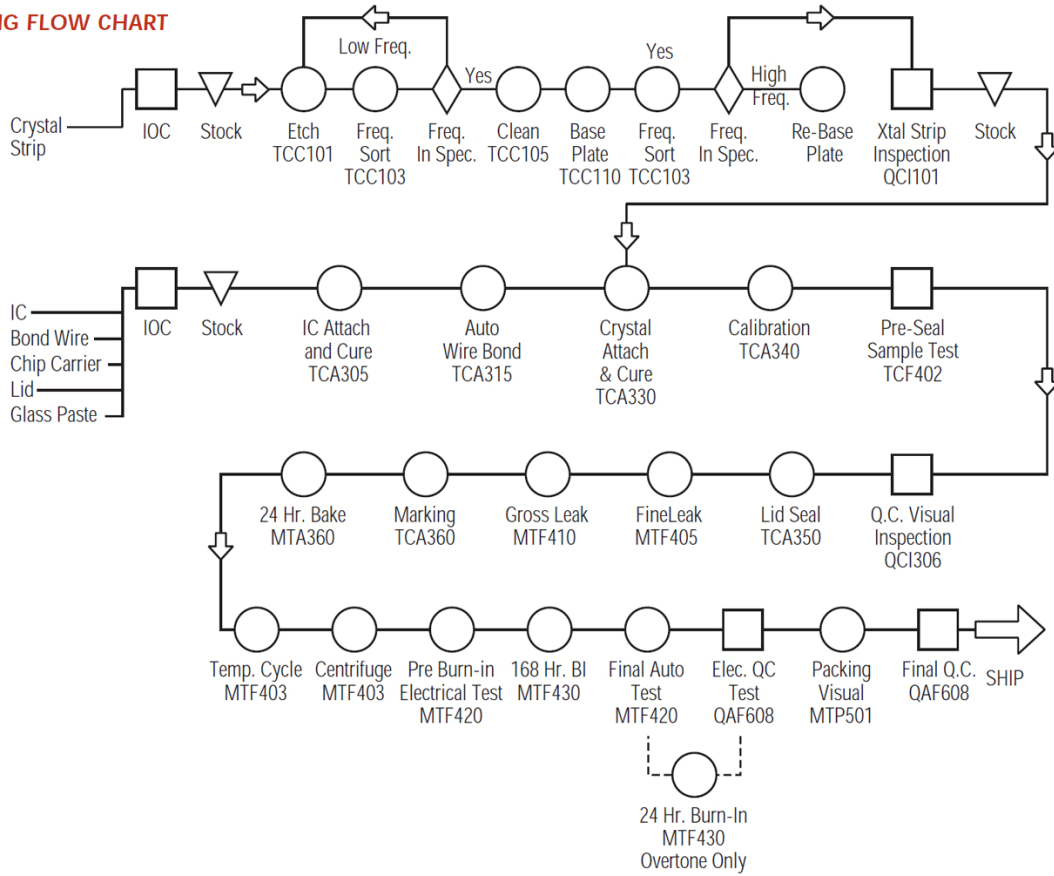 NG FLOW CHART
Low Freq.
Yes
Yes
High
Freq.
Crystal
Strip
IOC
Stock
Etch
TCC101
Freq.
Sort
TCC103
Freq.
In Spec.
Clean
TCC105
Base
Plate
TCC110
Freq.
Sort
TCC103
Freq.
In Spec.
Re-Base
Plate
Xtal Strip
Inspection
QCI101
Stock
IC
Bond Wire
Chip Carrier
Lid
Glass Paste
IOC
Stock
IC Attach
and Cure
TCA305
Auto
Wire Bond
TCA315
Crystal
Attach
& Cure
TCA330
Calibration
TCA340
Pre-Seal
Sample Test
TCF402
24 Hr. Bake
MTA360
Marking
TCA360
Gross Leak
MTF410
FineLeak
MTF405
Lid Seal
TCA350
Q.C. Visual
Inspection
QCI306
Temp. Cycle
MTF403
Centrifuge
MTF403
Pre Burn-in
Electrical Test
MTF420
168 Hr. BI
MTF430
Final Auto
Test
MTF420
Elec. QC
Test
QAF608
Packing
Visual
MTP501
Final Q.C.
QAF608
SHIP
24 Hr. Burn-In
MTF430
Overtone Only